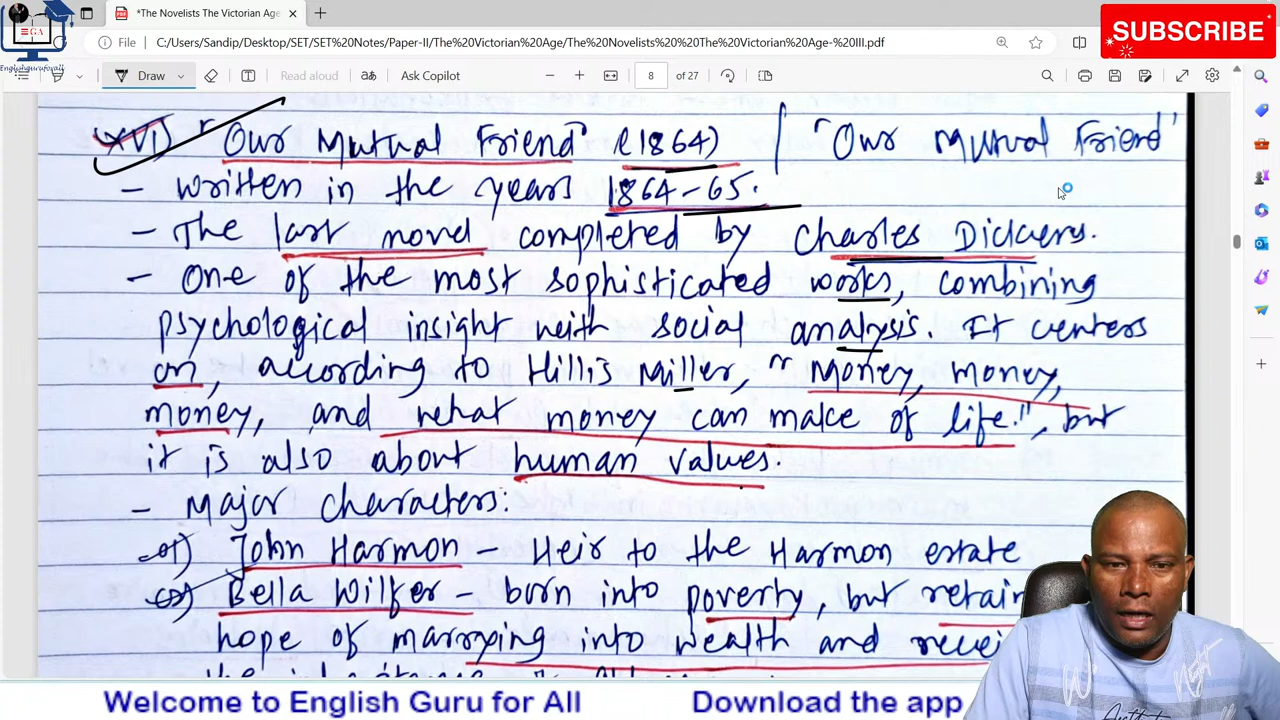 EGA
Englishguruforall
*The Novelists The Victorian Age
File
C:/Users/Sandip/Desktop/SET/SET%20Notes/Paper-II/The%20Victorian%20Age/The%20Novelists%20%20The%20Victorian%20Age-%20III.pdf
SUBSCRIBE
Draw
Read aloud
Ask Copilot
8
of 27
XVI) "Our Mutual Friend" (1864) / "Our Mutual Friend"
- written in the years 1864-65.
- The last novel completed by Charles Dickens.
- One of the most sophisticated works, combining
psychological insight with social analysis. It centers
on, according to Hillis Miller, "Money, money,
money, and what money can make of life.", but
it is also about human values.
- Major characters:
John Harmon - Heir to the Harmon estate
Bella Wilfer - born into poverty, but retain
hope of marrying into wealth and recei
Welcome to English Guru for All
Download the app